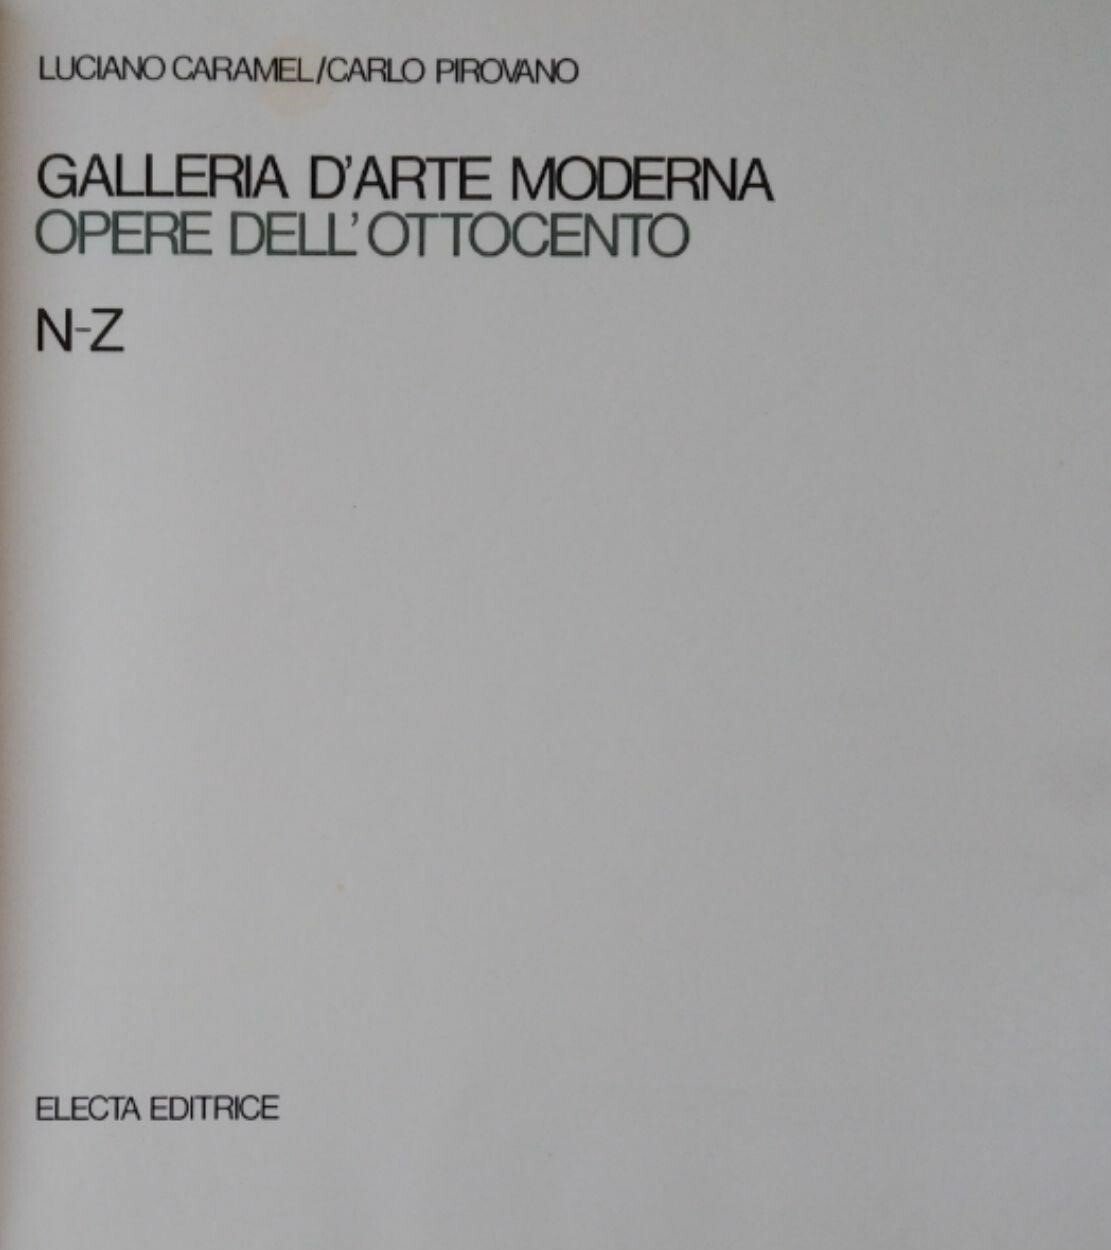 LUCIANO CARAMEL/CARLO PIROVANO
GALLERIA D'ARTE MODERNA
OPERE DELL'OTTOCENTO
N-Z
ELECTA EDITRICE